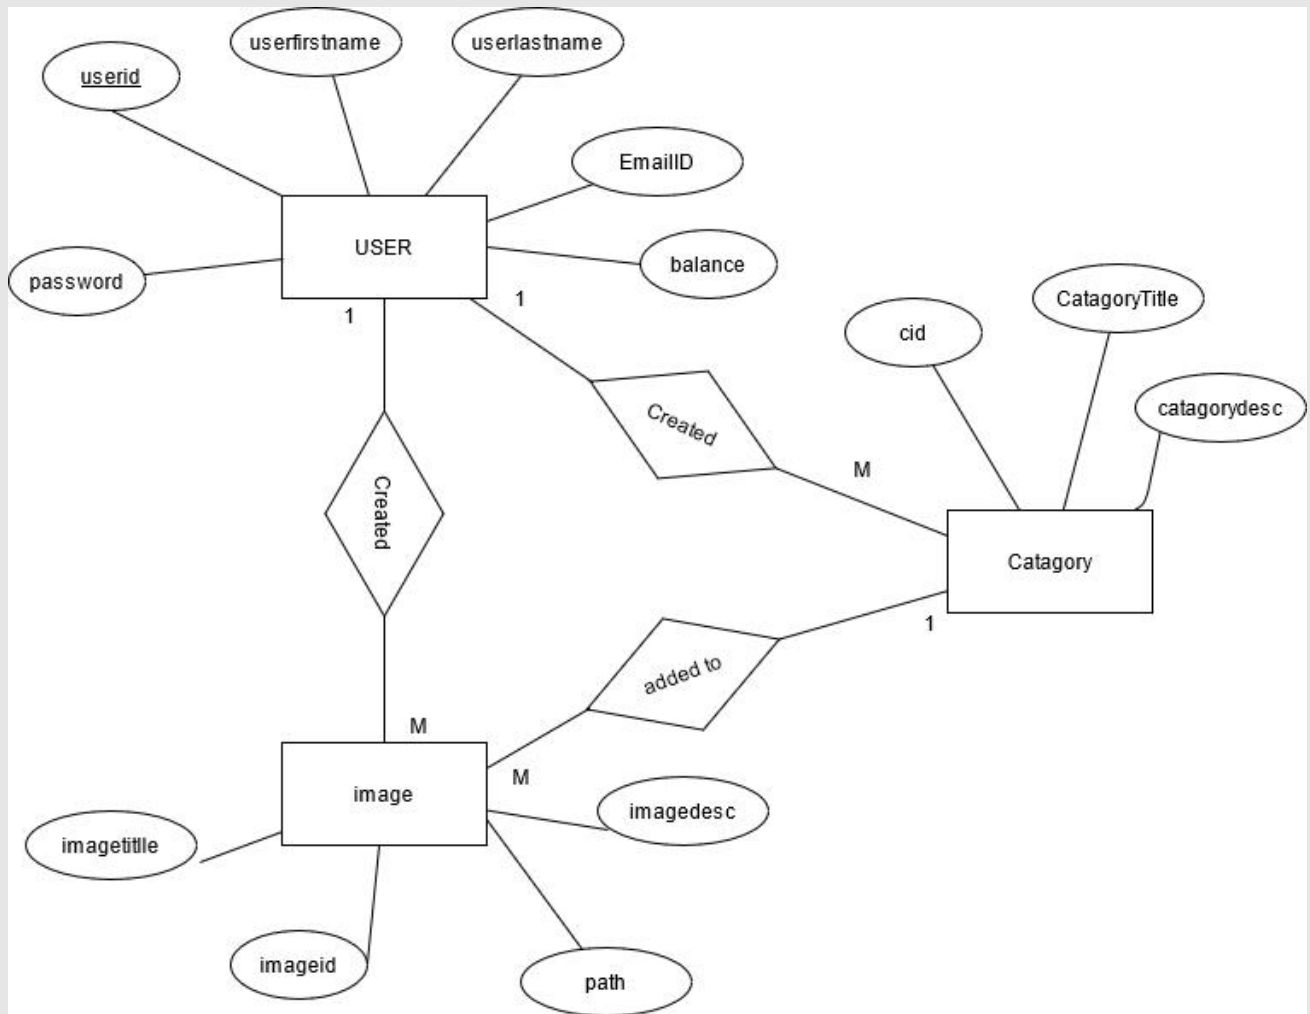 userfirstname
userlastname
userid
EmailID
USER
balance
password
CatagoryTitle
1
1
cid
catagorydesc
Created
M
Created
Catagory
1
added to
M
M
image
imagedesc
imagetitlle
imageid
path